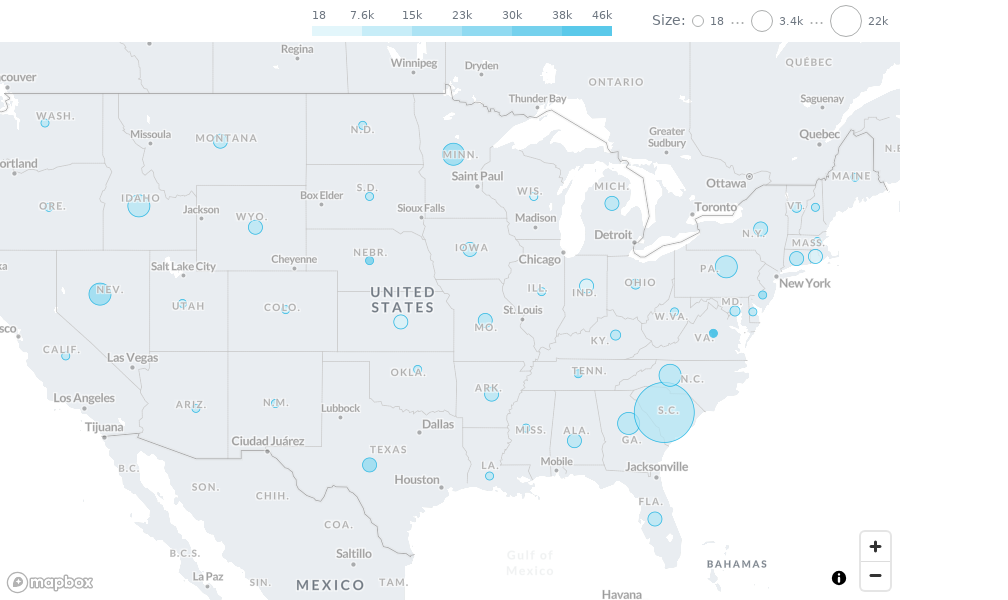 18 7.6k 15k 23k 30k 38k 46k
Size: 18 ... 3.4k ... 22k
Regina
Winnipeg
Dryden
QUÉBEC
couver
ONTARIO
Thunder Bay
Saguenay
WASH.
Missoula
MONTANA
N.D.
Greater
Sudbury
Quebec
N.B
ortland
MINN.
Saint Paul
Ottawa
MAINE
ORE.
IDAHO
Jackson
WYO.
Box Elder
S.D.
Sioux Falls
WIS.
Madison
MICH.
Toronto
VT.
Detroit
N.Y.
MASS.
ka
Salt Lake City
Cheyenne
NEBR.
IOWA
Chicago
PA.
New York
NEV.
UTAH
COLO.
UNITED
STATES
ILL.
IND.
OHIO
St. Louis
MO.
W.VA.
MD.
sco
VA.
CALIF.
Las Vegas
KY.
OKLA.
TENN.
N.C.
Los Angeles
ARIZ.
N.M.
Lubbock
ARK.
S.C.
Tijuana
Ciudad Juárez
Dallas
MISS.
ALA.
GA.
TEXAS
B.C.
SON.
CHIH.
Houston
LA.
Mobile
Jacksonville
FLA.
COA.
B.C.S.
Saltillo
Gulf of
Mexico
BAHAMAS
La Paz
SIN.
MEXICO
TAM.
Havana
mapbox